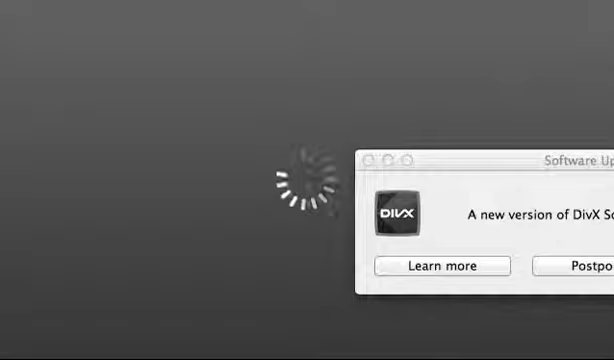 Software Up
DIVX
A new version of DivX So
Learn more
Postpo